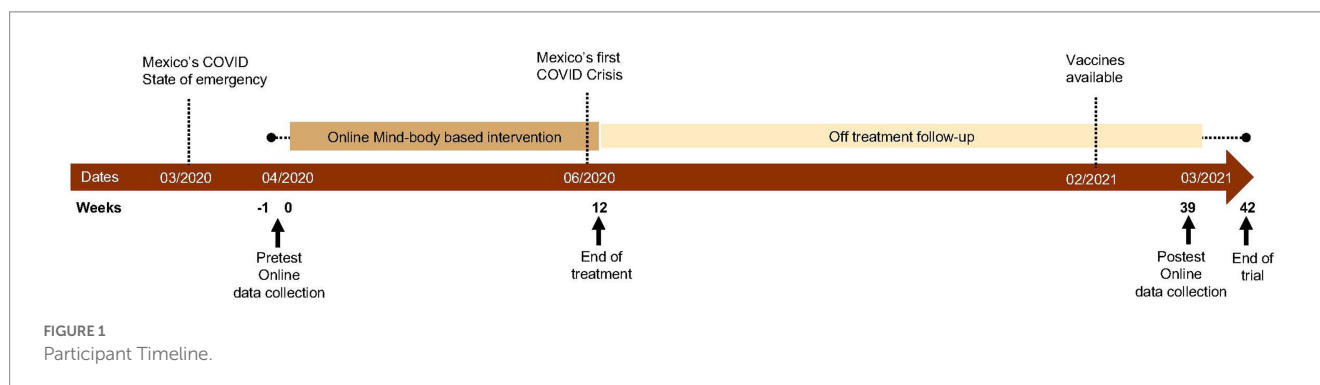 Mexico's COVID
State of emergency
Mexico's first
COVID Crisis
Vaccines
available
Online Mind-body based intervention
Off treatment follow-up
Dates
03/2020
04/2020
06/2020
02/2021
03/2021
Weeks
-1
0
12
39
42
Pretest
Online
data collection
End of
treatment
Postest
Online
data collection
End of
trial
FIGURE 1
Participant Timeline.